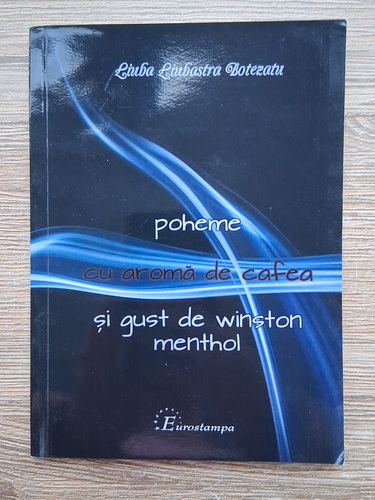 Liuba Liubastra Botezatu
poheme
cu aromă de cafea
și gust de winston
menthol
Eurostampa